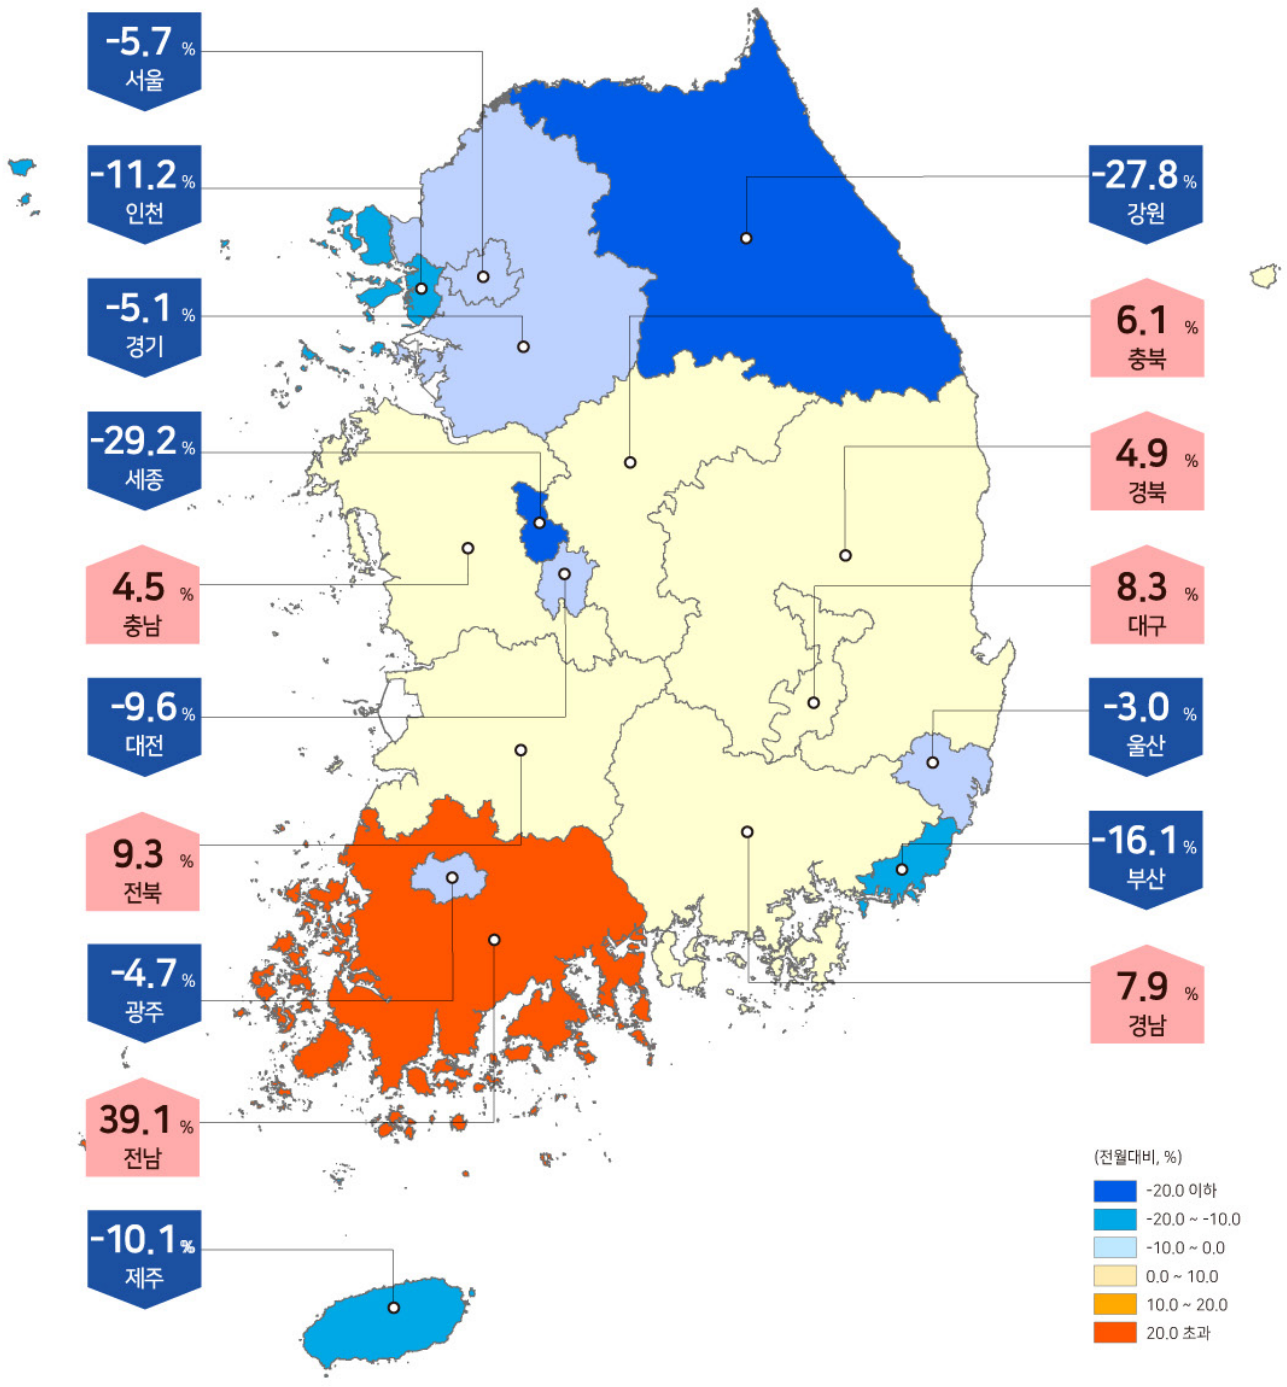 -5.7 %
서울
-11.2 %
인천
-5.1 %
경기
-29.2 %
세종
4.5 %
충남
-9.6 %
대전
9.3 %
전북
-4.7 %
광주
39.1 %
전남
-10.1 %
제주
-27.8 %
강원
6.1 %
충북
4.9 %
경북
8.3 %
대구
-3.0 %
울산
-16.1 %
부산
7.9 %
경남
(전월대비, %)
-20.0 이하
-20.0 ~ -10.0
-10.0 ~ 0.0
0.0 ~ 10.0
10.0 ~ 20.0
20.0 초과